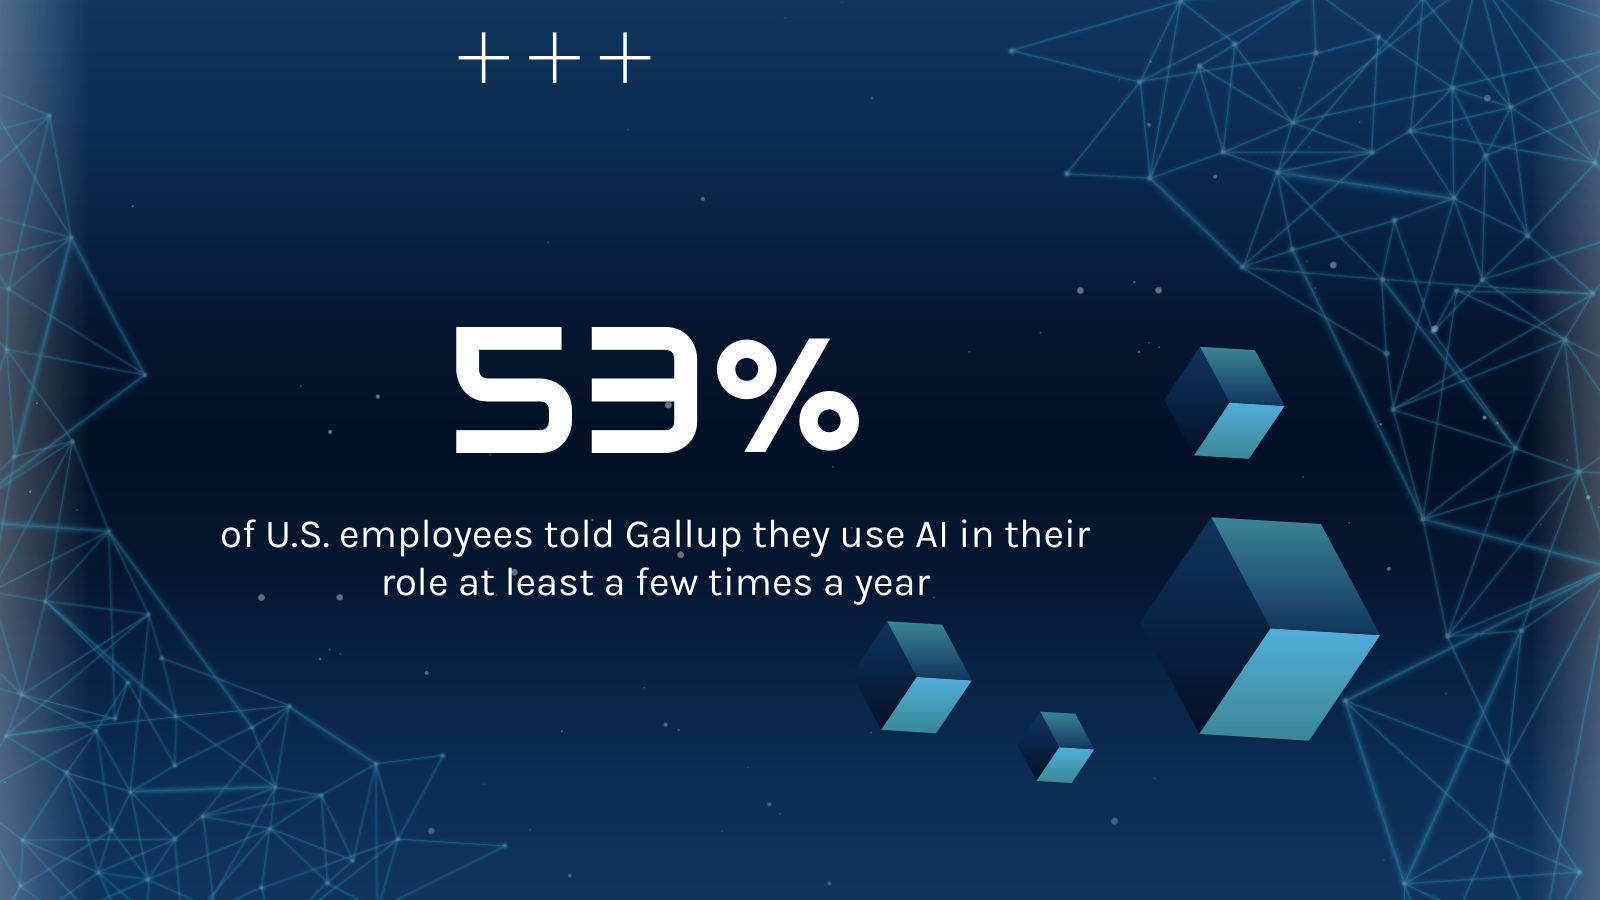 53%
of U.S. employees told Gallup they use AI in their
role at least a few times a year